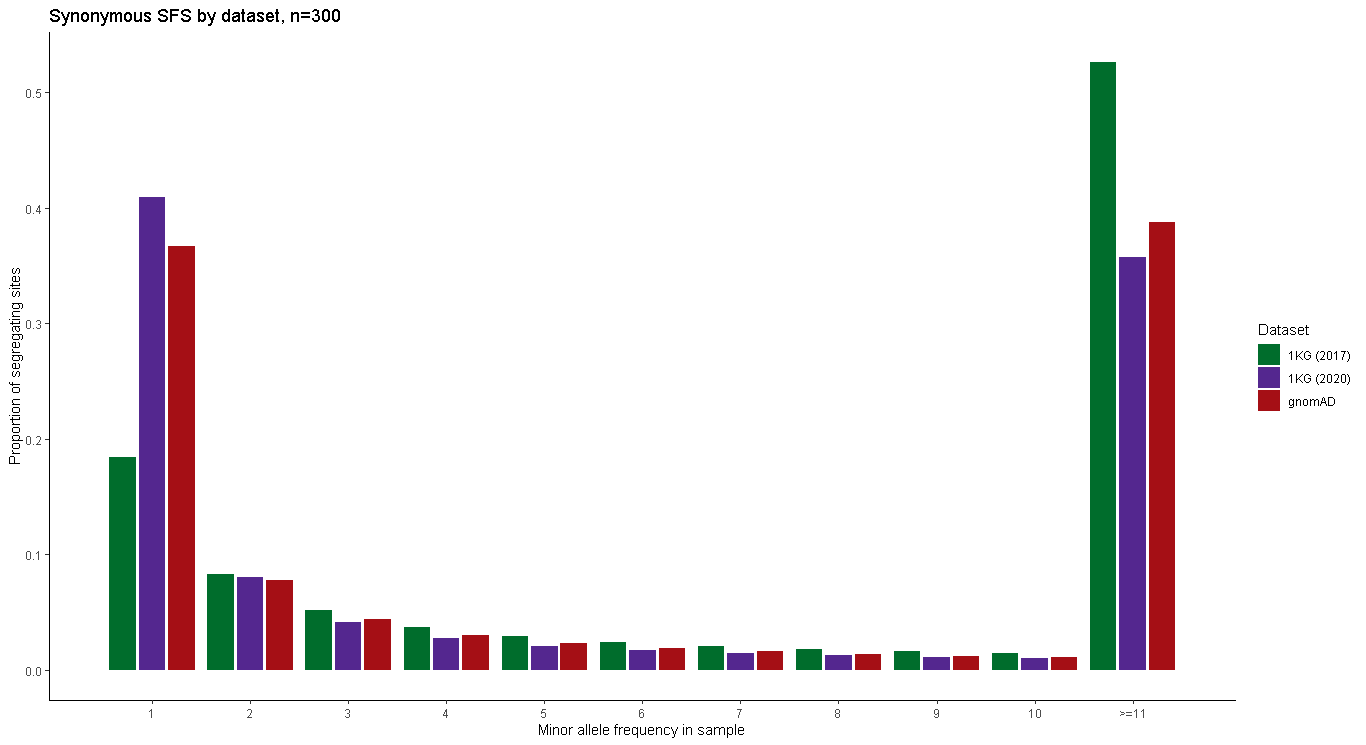 Synonymous SFS by dataset, n=300
Proportion of segregating sites
0.5
0.4
0.3
0.2
0.1
0.0
1 2 3 4 5 6 7 8 9 10 >=11
Minor allele frequency in sample
Dataset
1KG (2017)
1KG (2020)
gnomAD